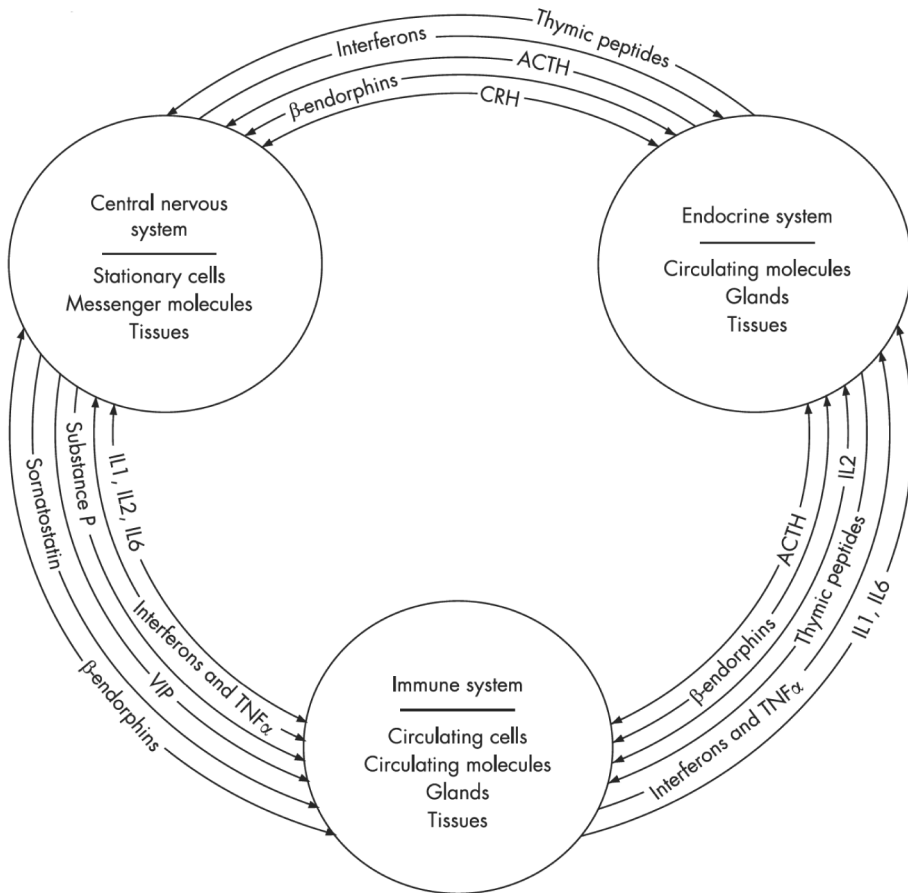 Thymic peptides
Interferons
ACTH
β-endorphins
CRH
Central nervous
system
Stationary cells
Messenger molecules
Tissues
Endocrine system
Circulating molecules
Glands
Tissues
IL1, IL2, IL6
Interferons and TNFα
Substance P
VIP
Sornatostatin
β-endorphins
ACTH
β-endorphins
IL2
Thymic peptides
Interferons and TNFα
IL1, IL6
Immune system
Circulating cells
Circulating molecules
Glands
Tissues